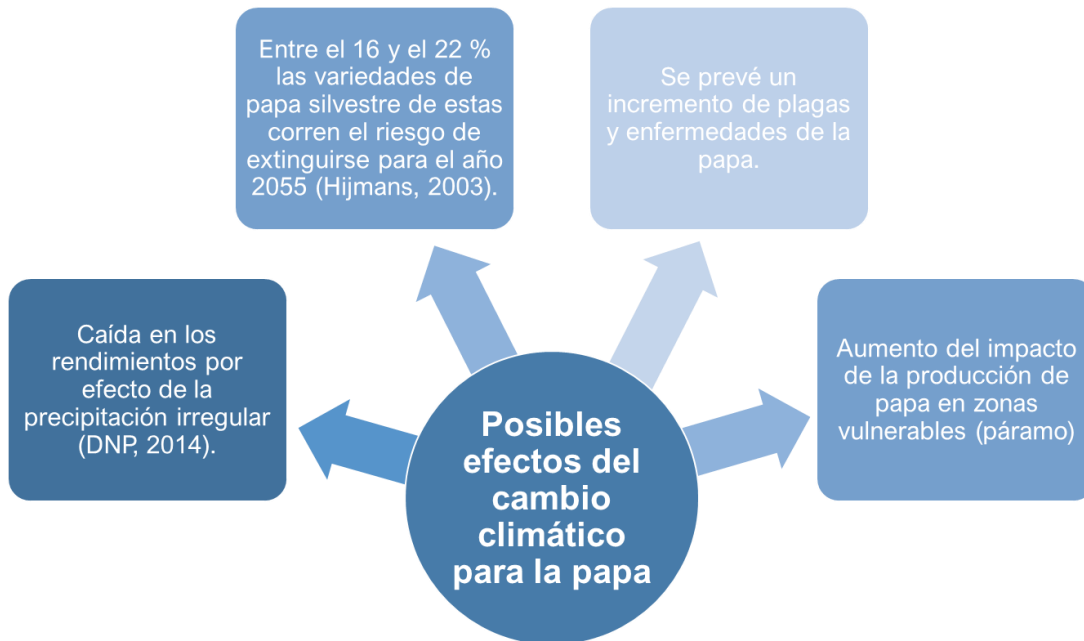 Entre el 16 y el 22 %
las variedades de
papa silvestre de estas
corren el riesgo de
extinguirse para el año
2055 (Hijmans, 2003).
Se prevé un
incremento de plagas
y enfermedades de la
papa.
Caída en los
rendimientos por
efecto de la
precipitación irregular
(DNP, 2014).
Aumento del impacto
de la producción de
papa en zonas
vulnerables (páramo)
Posibles
efectos del
cambio
climático
para la papa